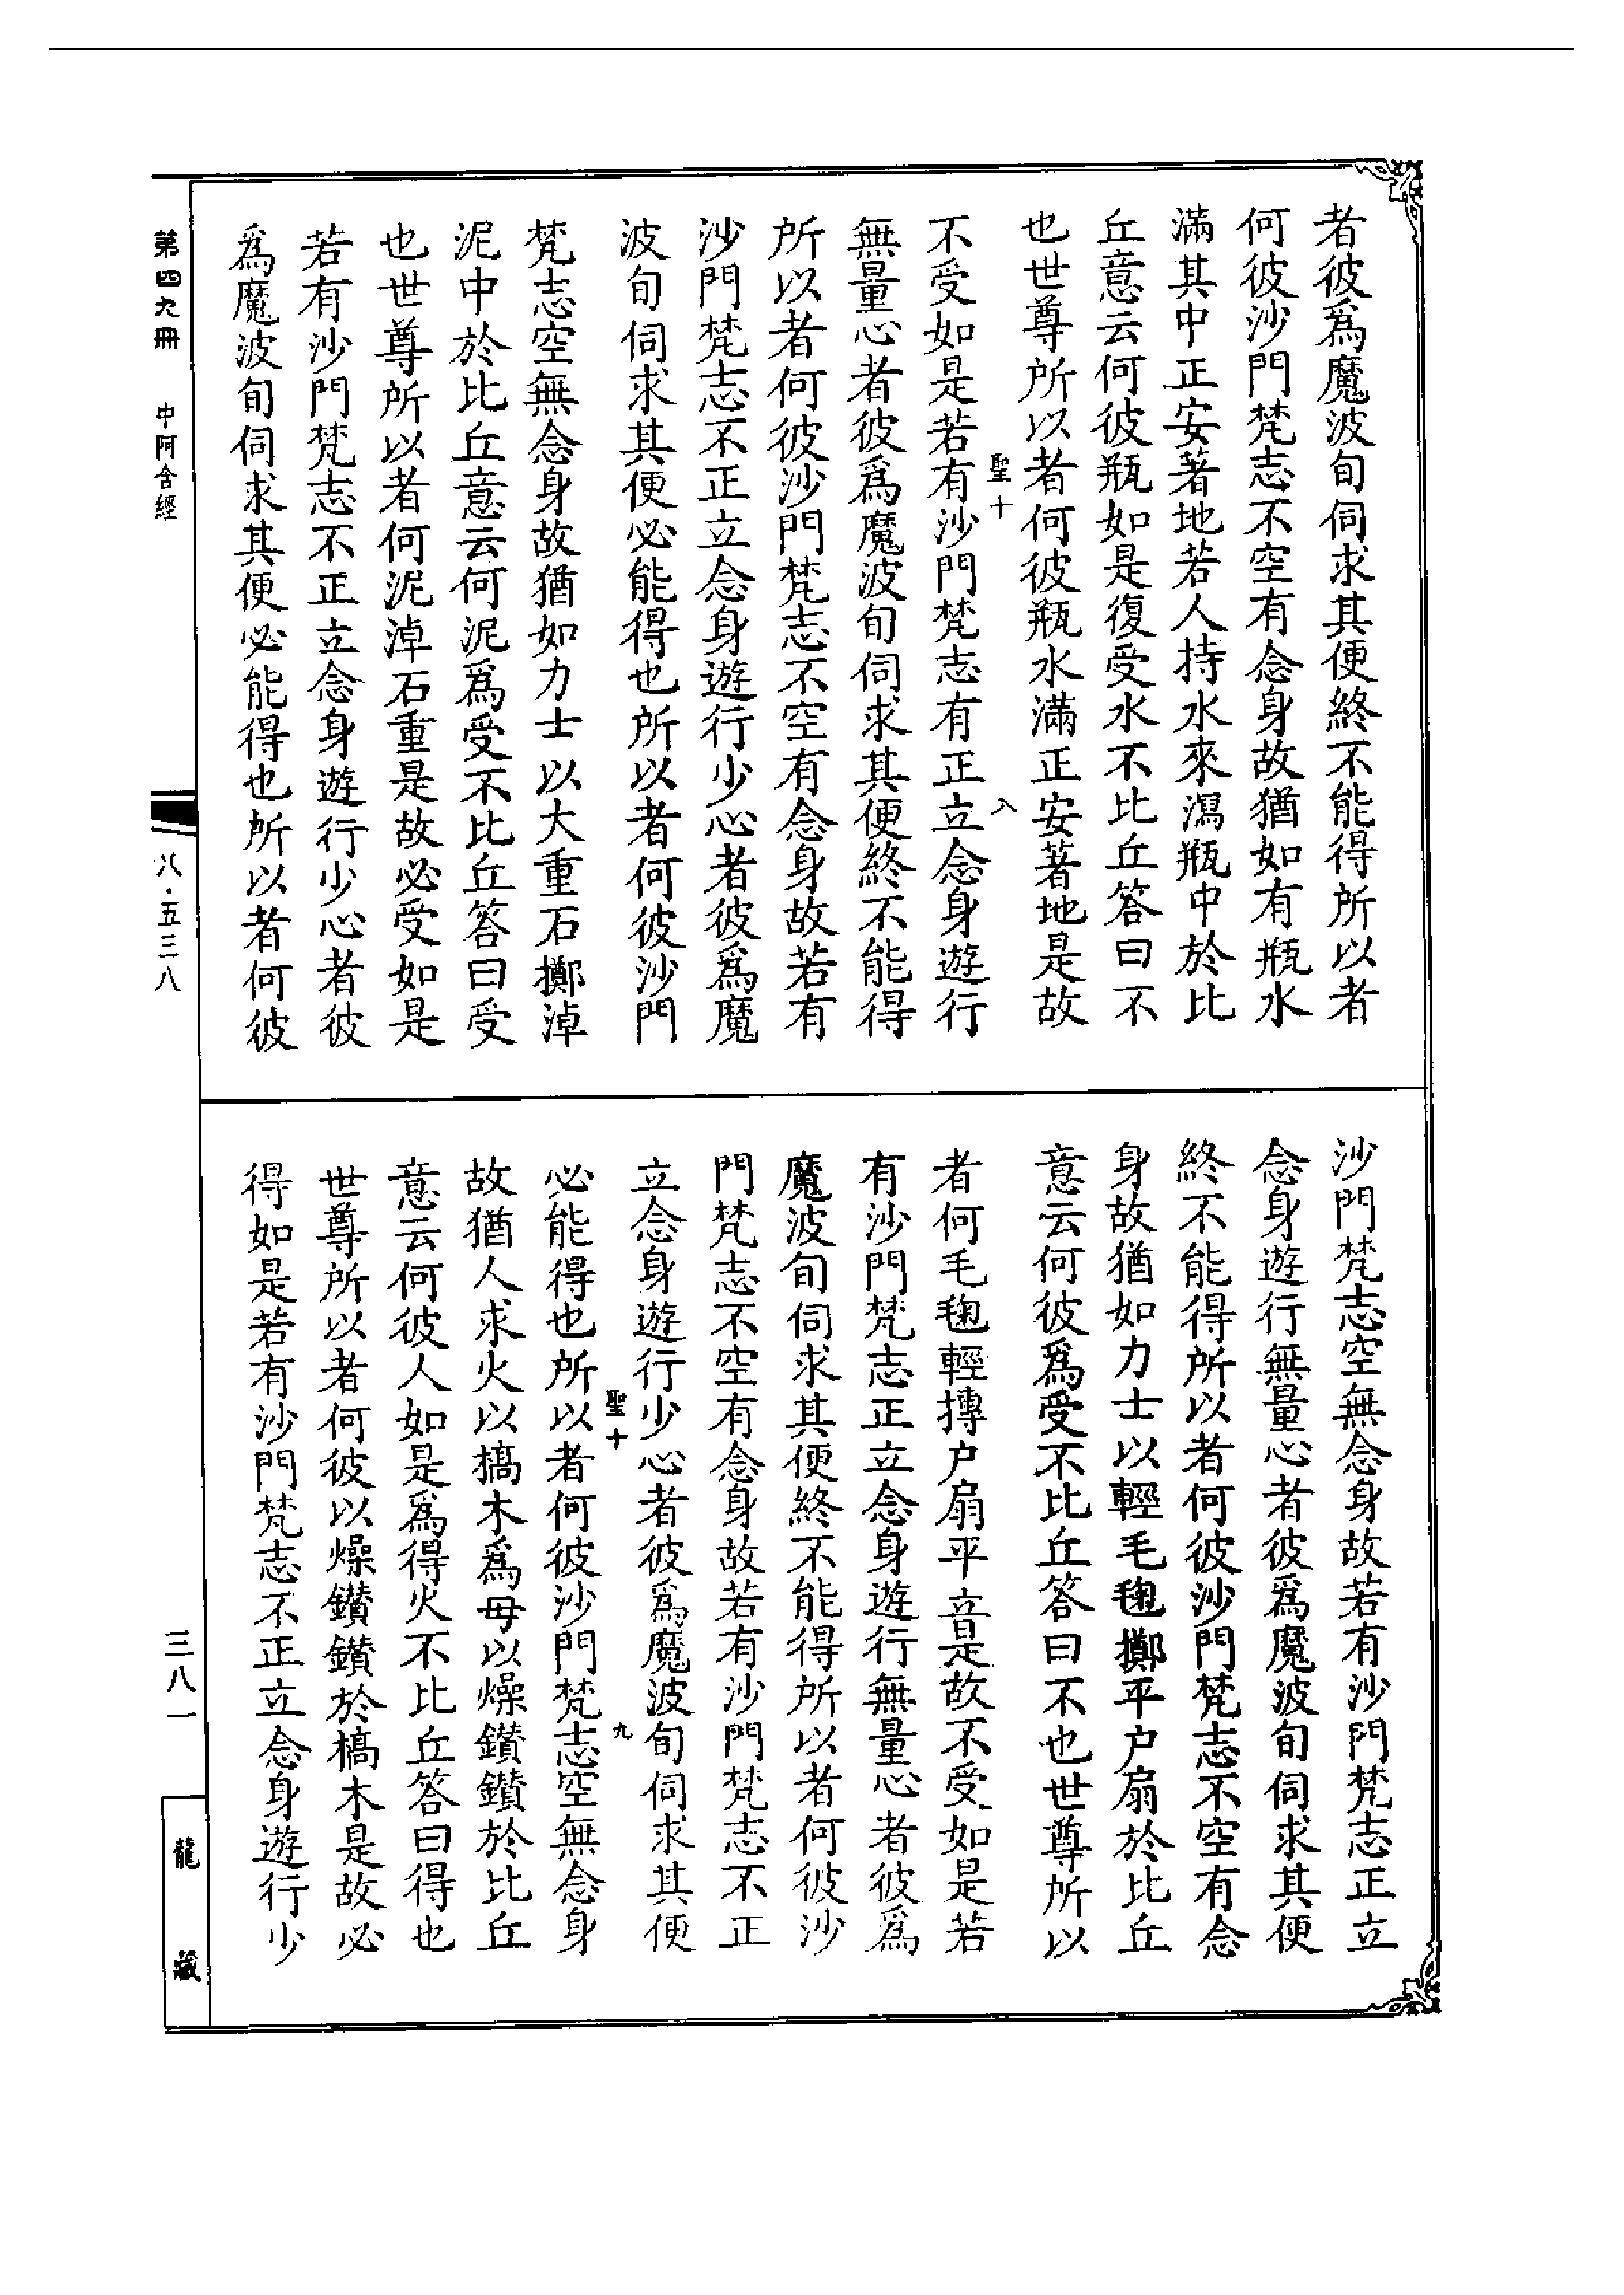 者彼爲魔波旬伺求其便終不能得所以者
何彼沙門梵志不空有念身故猶如有瓶水
滿其中正安著地若人持水來瀉瓶中於比
丘意云何彼瓶如是復受水不比丘答曰不
也世尊所以者何彼瓶水滿正安著地是故
聖十 八
不受如是若有沙門梵志有正立念身遊行
無量心者彼爲魔波旬伺求其便終不能得
所以者何彼沙門梵志不空有念身故若有
沙門梵志不正立念身遊行少心者彼爲魔
波旬伺求其便必能得也所以者何彼沙門
梵志空無念身故猶如力士以大重石擲淖
泥中於比丘意云何泥爲受不比丘答曰受
也世尊所以者何泥淖石重是故必受如是
若有沙門梵志不正立念身遊行少心者彼
爲魔波旬伺求其便必能得也所以者何彼
沙門梵志空無念身故若有沙門梵志正立
念身遊行無量心者彼爲魔波旬伺求其便
終不能得所以者何彼沙門梵志不空有念
身故猶如力士以輕毛毱擲平户扇於比丘
意云何彼爲受不比丘答曰不也世尊所以
者何毛毱輕摶户扇平音是故不受如是若
有沙門梵志正立念身遊行無量心者彼爲
魔波旬伺求其便終不能得所以者何彼沙
門梵志不空有念身故若有沙門梵志不正
立念身遊行少心者彼爲魔波旬伺求其便
聖十 九
必能得也所以者何彼沙門梵志空無念身
故猶人求火以槁木爲母以燥鑽鑽於比丘
意云何彼人如是爲得火不比丘答曰得也
世尊所以者何彼以燥鑽鑽於槁木是故必
得如是若有沙門梵志不正立念身遊行少
第四九冊 中阿含經
八·五三八
三八一
龍藏